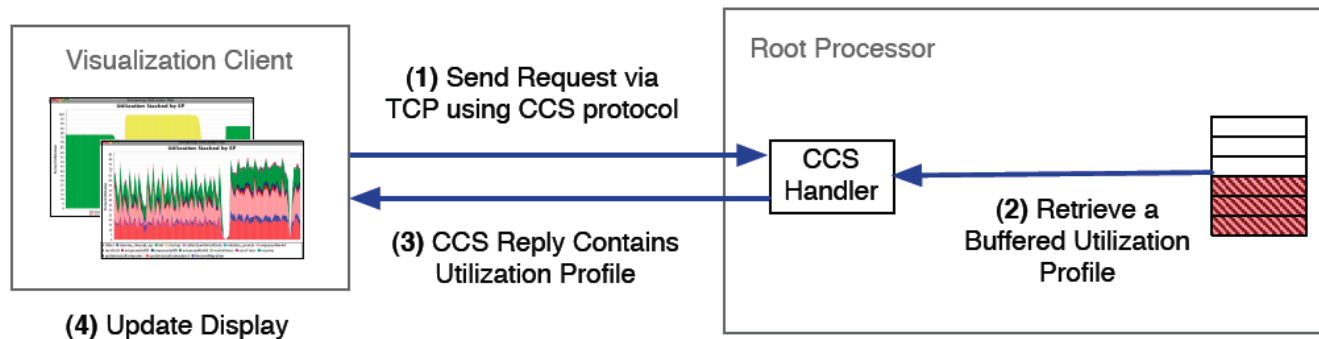 Visualization Client
Utilization Stacked by EP
Utilization Stacked by EP
(1) Send Request via
TCP using CCS protocol
(3) CCS Reply Contains
Utilization Profile
(4) Update Display
Root Processor
CCS
Handler
(2) Retrieve a
Buffered Utilization
Profile